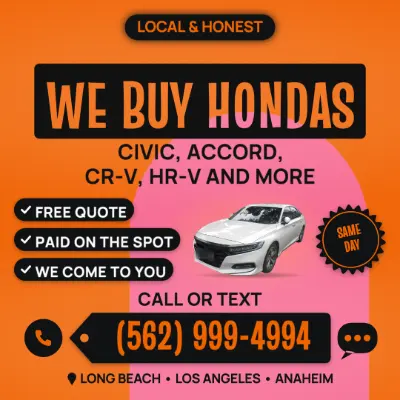 LOCAL & HONEST
WE BUY HONDAS
CIVIC, ACCORD,
CR-V, HR-V AND MORE
FREE QUOTE
PAID ON THE SPOT
WE COME TO YOU
SAME
DAY
CALL OR TEXT
(562) 999-4994
LONG BEACH • LOS ANGELES • ANAHEIM